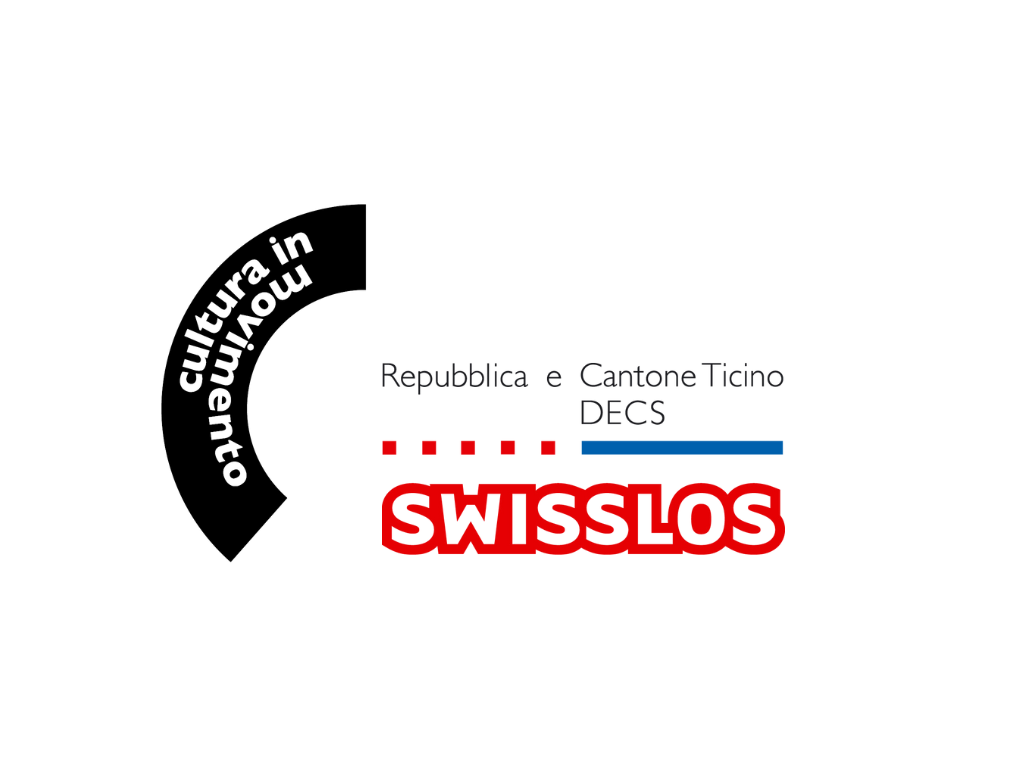 cultura in
movimento
Repubblica e Cantone Ticino
DECS
SWISSLOS